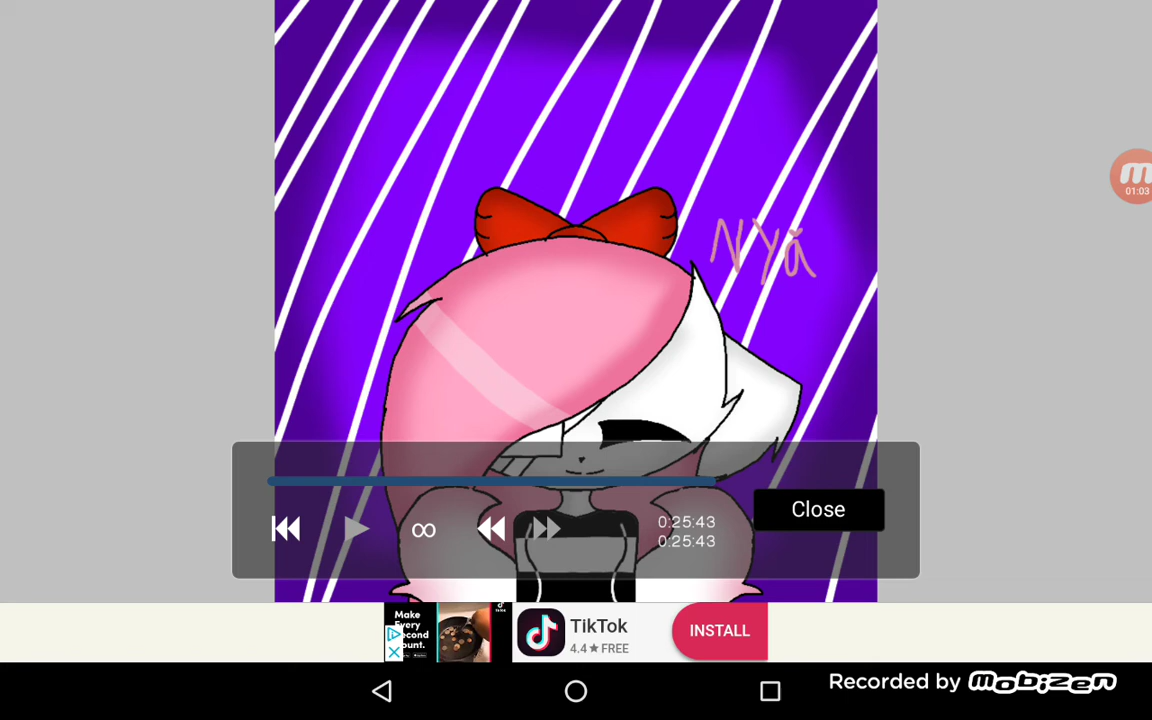 01:03
NYă
0:25:43
0:25:43
Close
Make
Every
Second
Count.
TikTok
4.4★FREE
INSTALL
Recorded by mobizen